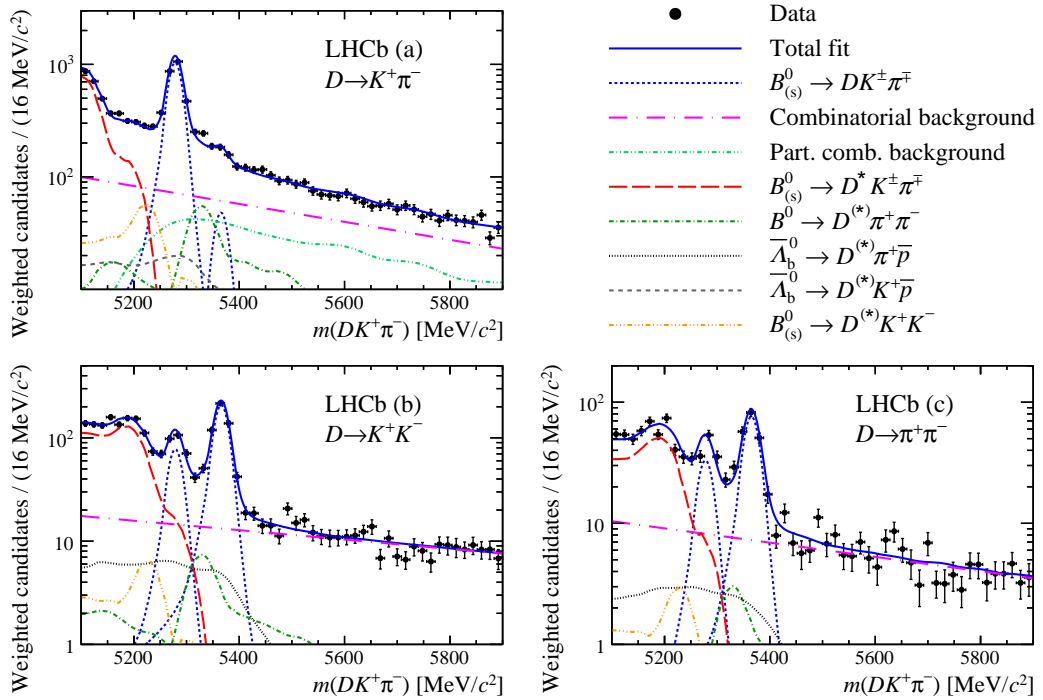 LHCb (a)
D→K⁺π⁻
10³
10²
Weighted candidates / (16 MeV/c²)
5200 5400 5600 5800
m(DK⁺π⁻) [MeV/c²]
Data
Total fit
B⁰₍ₛ₎ → DK^±π^∓
Combinatorial background
Part. comb. background
B⁰₍ₛ₎ → D* K^±π^∓
B⁰ → D⁽*⁾π⁺π⁻
Λ̅_b⁰ → D⁽*⁾π⁺p̅
Λ̅_b⁰ → D⁽*⁾K⁺p̅
B⁰₍ₛ₎ → D⁽*⁾K⁺K⁻
LHCb (b)
D→K⁺K⁻
10²
10
1
Weighted candidates / (16 MeV/c²)
5200 5400 5600 5800
m(DK⁺π⁻) [MeV/c²]
LHCb (c)
D→π⁺π⁻
10²
10
1
Weighted candidates / (16 MeV/c²)
5200 5400 5600 5800
m(DK⁺π⁻) [MeV/c²]